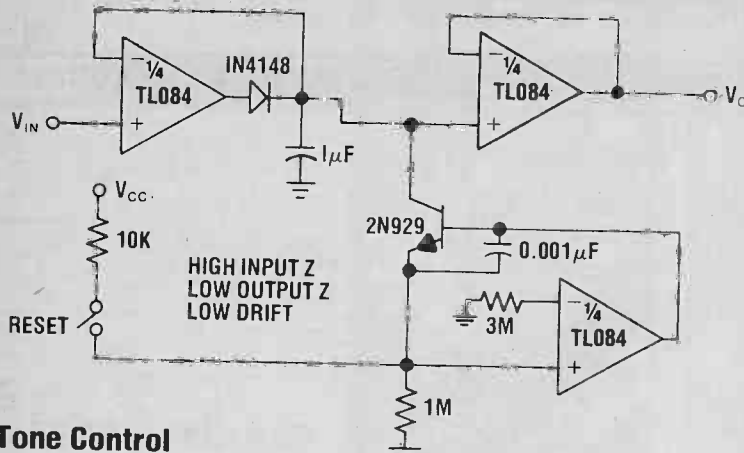 IN4148
− ¼
TL084
+
V_IN
1µF
− ¼
TL084
+
V_CC
10K
RESET
HIGH INPUT Z
LOW OUTPUT Z
LOW DRIFT
2N929
0.001µF
3M
− ¼
TL084
+
1M
Tone Control